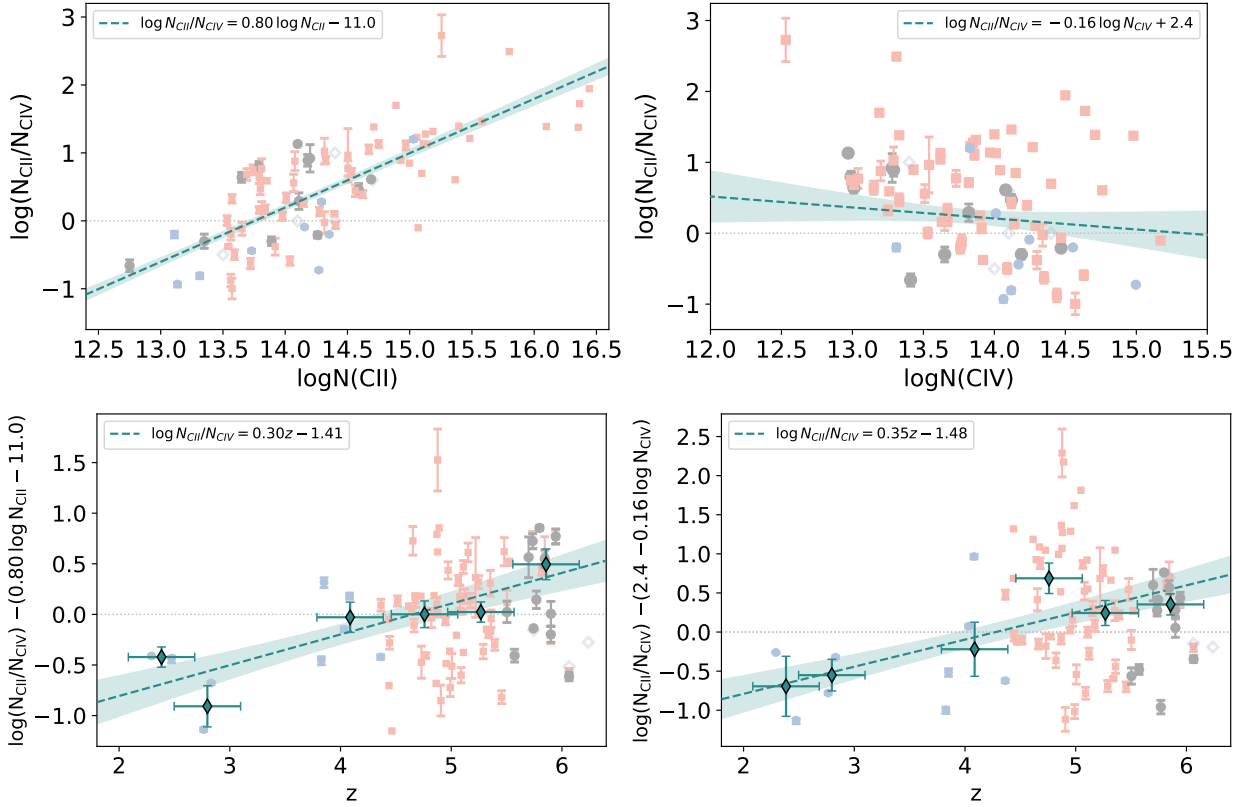 log N_CII/N_CIV = 0.80 log N_CII − 11.0
3
2
1
0
−1
log(N_CII/N_CIV)
12.5 13.0 13.5 14.0 14.5 15.0 15.5 16.0 16.5
logN(CII)
log N_CII/N_CIV = −0.16 log N_CIV + 2.4
3
2
1
0
−1
log(N_CII/N_CIV)
12.0 12.5 13.0 13.5 14.0 14.5 15.0 15.5
logN(CIV)
log N_CII/N_CIV = 0.30z − 1.41
1.5
1.0
0.5
0.0
−0.5
−1.0
log(N_CII/N_CIV) −(0.80 log N_CII − 11.0)
2 3 4 5 6
z
log N_CII/N_CIV = 0.35z − 1.48
2.5
2.0
1.5
1.0
0.5
0.0
−0.5
−1.0
log(N_CII/N_CIV) −(2.4 −0.16 log N_CIV)
2 3 4 5 6
z